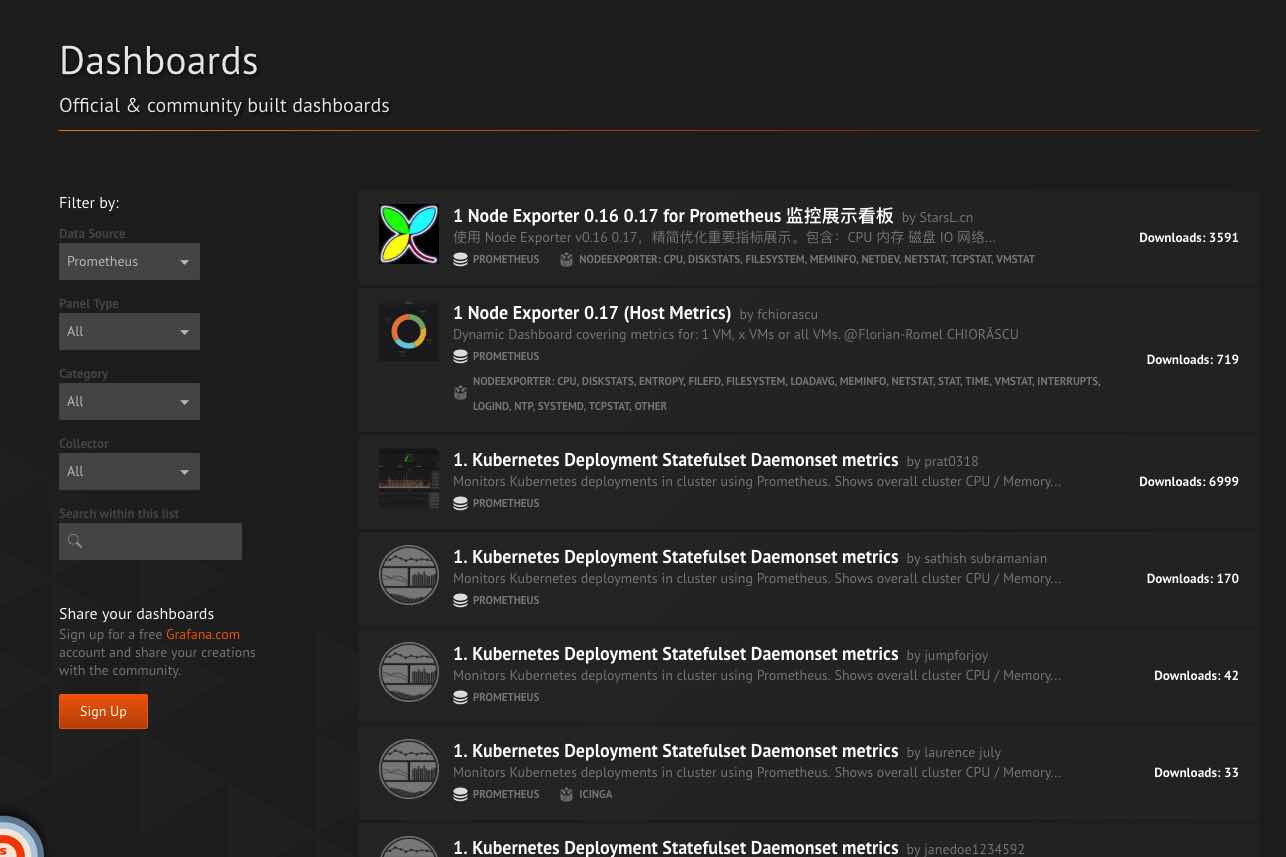 Dashboards
Official & community built dashboards
Filter by:
Data Source
Prometheus
Panel Type
All
Category
All
Collector
All
Search within this list
Share your dashboards
Sign up for a free Grafana.com
account and share your creations
with the community.
Sign Up
1 Node Exporter 0.16 0.17 for Prometheus 监控展示看板 by StarsL.cn
使用 Node Exporter v0.16 0.17，精简优化重要指标展示。包含：CPU 内存 磁盘 IO 网络...
PROMETHEUS NODEEXPORTER: CPU, DISKSTATS, FILESYSTEM, MEMINFO, NETDEV, NETSTAT, TCPSTAT, VMSTAT
Downloads: 3591
1 Node Exporter 0.17 (Host Metrics) by fchiorascu
Dynamic Dashboard covering metrics for: 1 VM, x VMs or all VMs. @Florian-Romel CHIORĂSCU
PROMETHEUS
NODEEXPORTER: CPU, DISKSTATS, ENTROPY, FILEFD, FILESYSTEM, LOADAVG, MEMINFO, NETSTAT, STAT, TIME, VMSTAT, INTERRUPTS,
LOGIND, NTP, SYSTEMD, TCPSTAT, OTHER
Downloads: 719
1. Kubernetes Deployment Statefulset Daemonset metrics by prat0318
Monitors Kubernetes deployments in cluster using Prometheus. Shows overall cluster CPU / Memory...
PROMETHEUS
Downloads: 6999
1. Kubernetes Deployment Statefulset Daemonset metrics by sathish subramanian
Monitors Kubernetes deployments in cluster using Prometheus. Shows overall cluster CPU / Memory...
PROMETHEUS
Downloads: 170
1. Kubernetes Deployment Statefulset Daemonset metrics by jumpforjoy
Monitors Kubernetes deployments in cluster using Prometheus. Shows overall cluster CPU / Memory...
PROMETHEUS
Downloads: 42
1. Kubernetes Deployment Statefulset Daemonset metrics by laurence july
Monitors Kubernetes deployments in cluster using Prometheus. Shows overall cluster CPU / Memory...
PROMETHEUS ICINGA
Downloads: 33
1. Kubernetes Deployment Statefulset Daemonset metrics by janedoe1234592